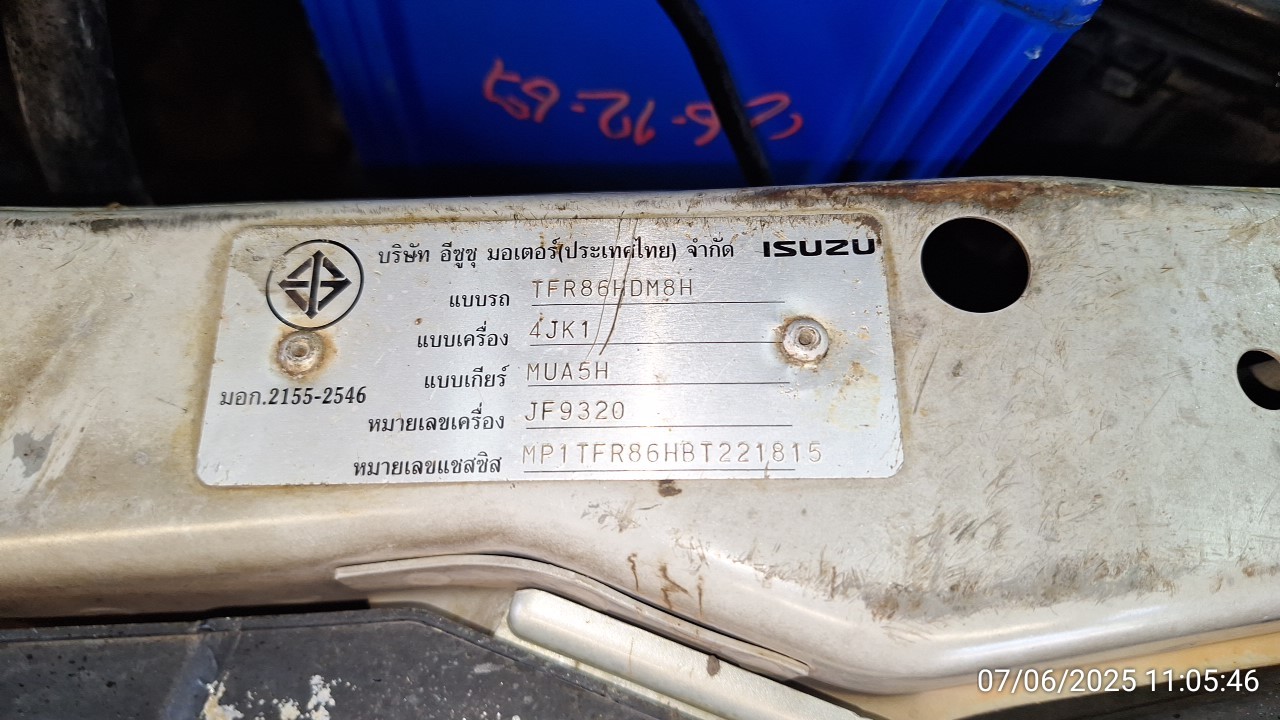 06-12-67
บริษัท อีซูซุ มอเตอร์(ประเทศไทย) จำกัด ISUZU
แบบรถ TFR86HDM8H
แบบเครื่อง 4JK1
แบบเกียร์ MUA5H
มอก.2155-2546
หมายเลขเครื่อง JF9320
หมายเลขแชสซิส MP1TFR86HBT221815
07/06/2025 11:05:46